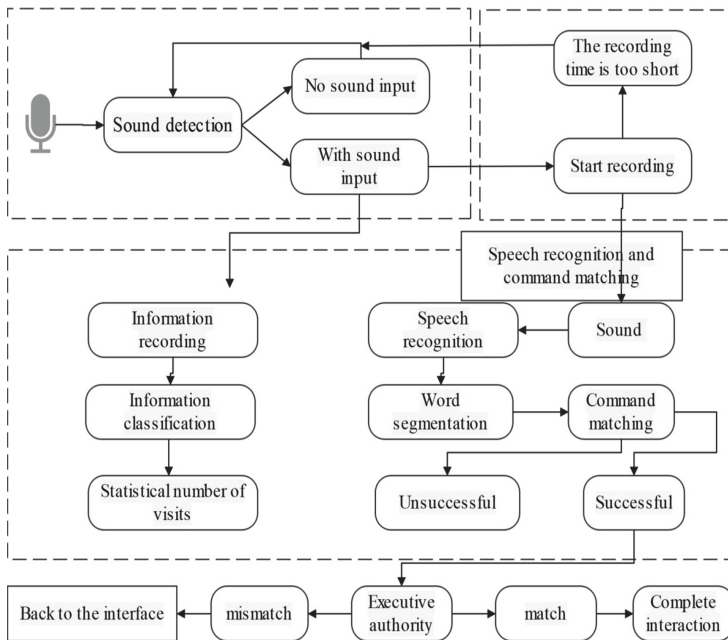 The recording
time is too short
No sound input
Sound detection
With sound
input
Start recording
Speech recognition and
command matching
Information
recording
Speech
recognition
Sound
Information
classification
Word
segmentation
Command
matching
Statistical number of
visits
Unsuccessful
Successful
Back to the interface
mismatch
Executive
authority
match
Complete
interaction